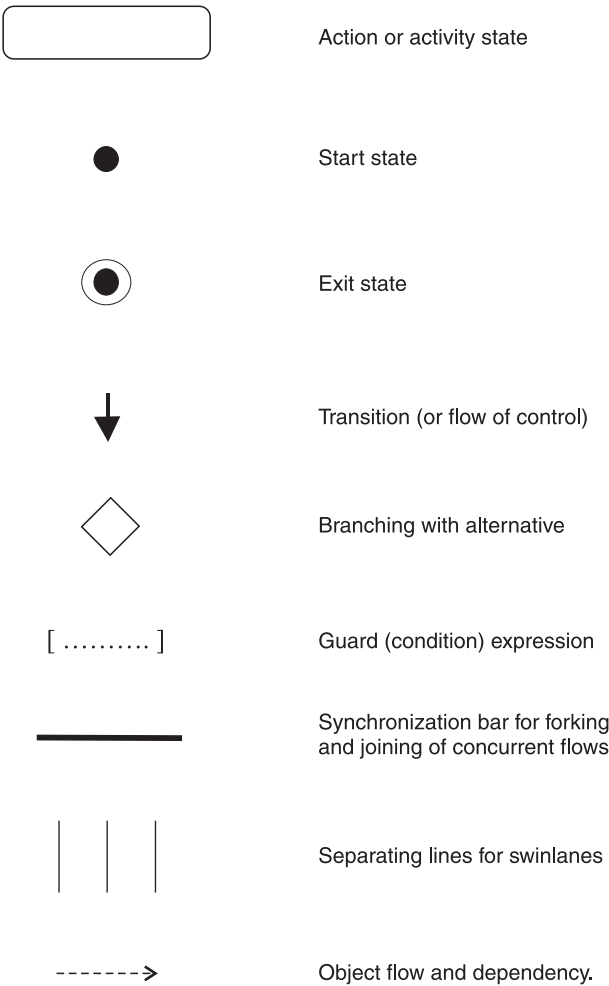 Action or activity state
Start state
Exit state
Transition (or flow of control)
Branching with alternative
[ .......... ]
Guard (condition) expression
Synchronization bar for forking
and joining of concurrent flows
Separating lines for swinlanes
Object flow and dependency.